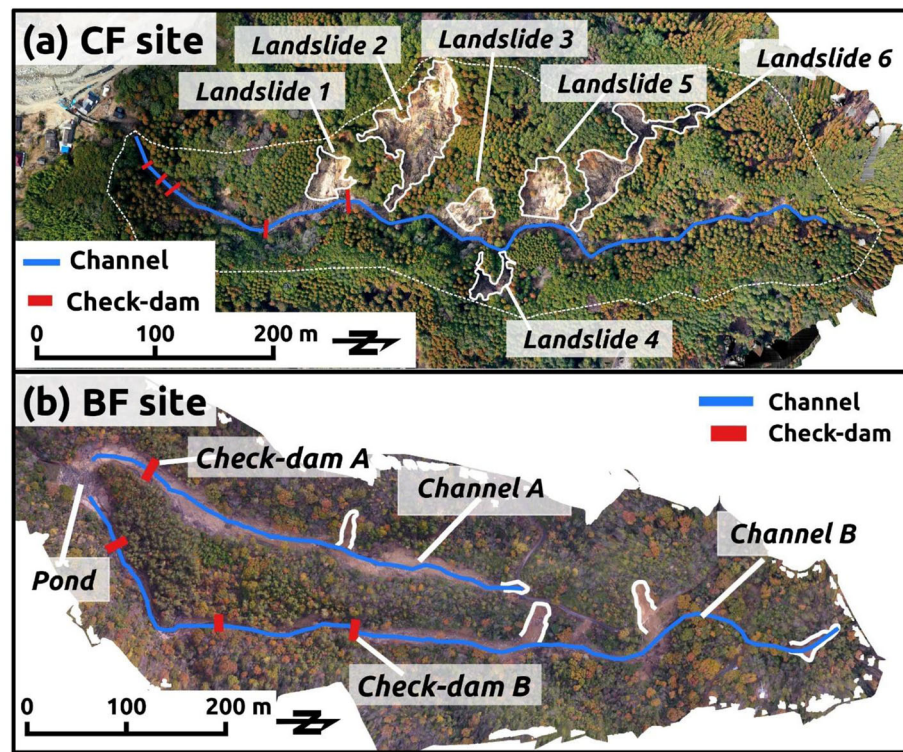 (a) CF site
Landslide 1
Landslide 2
Landslide 3
Landslide 5
Landslide 6
Landslide 4
Channel
Check-dam
0 100 200 m
N
(b) BF site
Channel
Check-dam
Check-dam A
Channel A
Channel B
Pond
Check-dam B
0 100 200 m
N